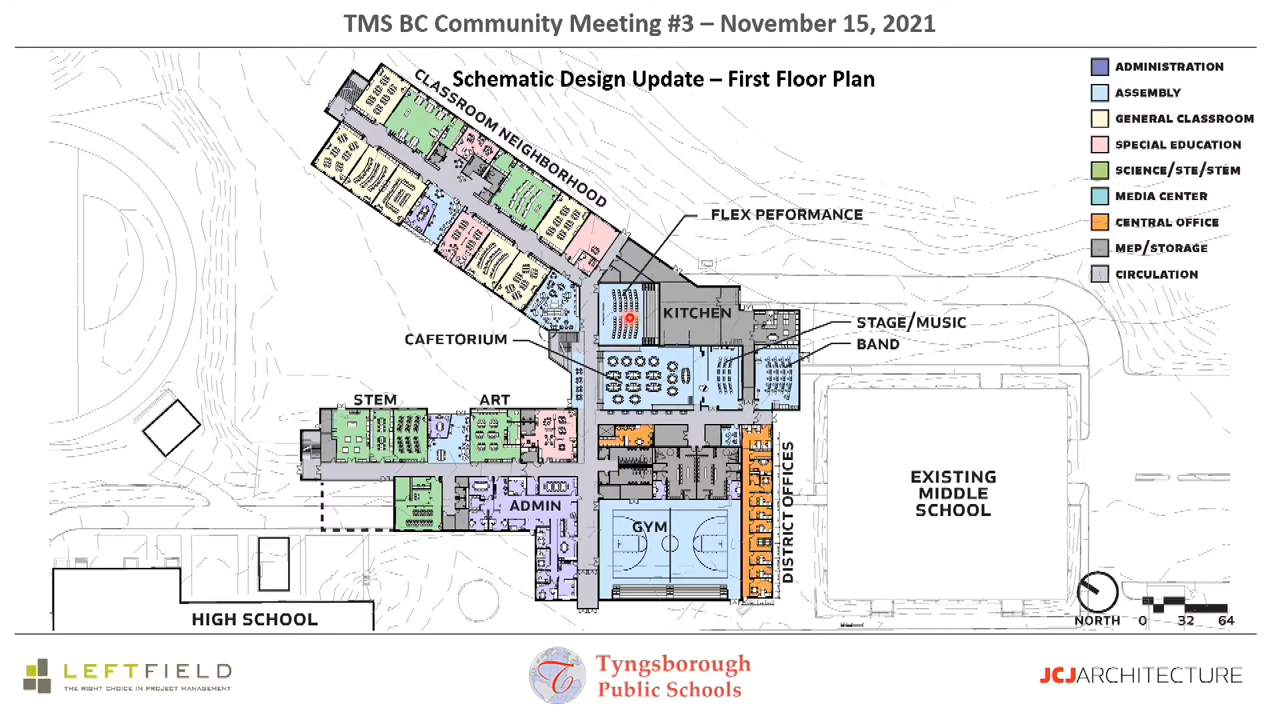 TMS BC Community Meeting #3 – November 15, 2021
Schematic Design Update – First Floor Plan
CLASSROOM NEIGHBORHOOD
ADMINISTRATION
ASSEMBLY
GENERAL CLASSROOM
SPECIAL EDUCATION
SCIENCE/STE/STEM
MEDIA CENTER
CENTRAL OFFICE
MEP/STORAGE
CIRCULATION
FLEX PEFORMANCE
KITCHEN
STAGE/MUSIC
BAND
CAFETORIUM
STEM
ART
ADMIN
GYM
DISTRICT OFFICES
EXISTING
MIDDLE
SCHOOL
HIGH SCHOOL
NORTH
0 32 64
LEFTFIELD
THE RIGHT CHOICE IN PROJECT MANAGEMENT
T
Tyngsborough
Public Schools
JCJARCHITECTURE